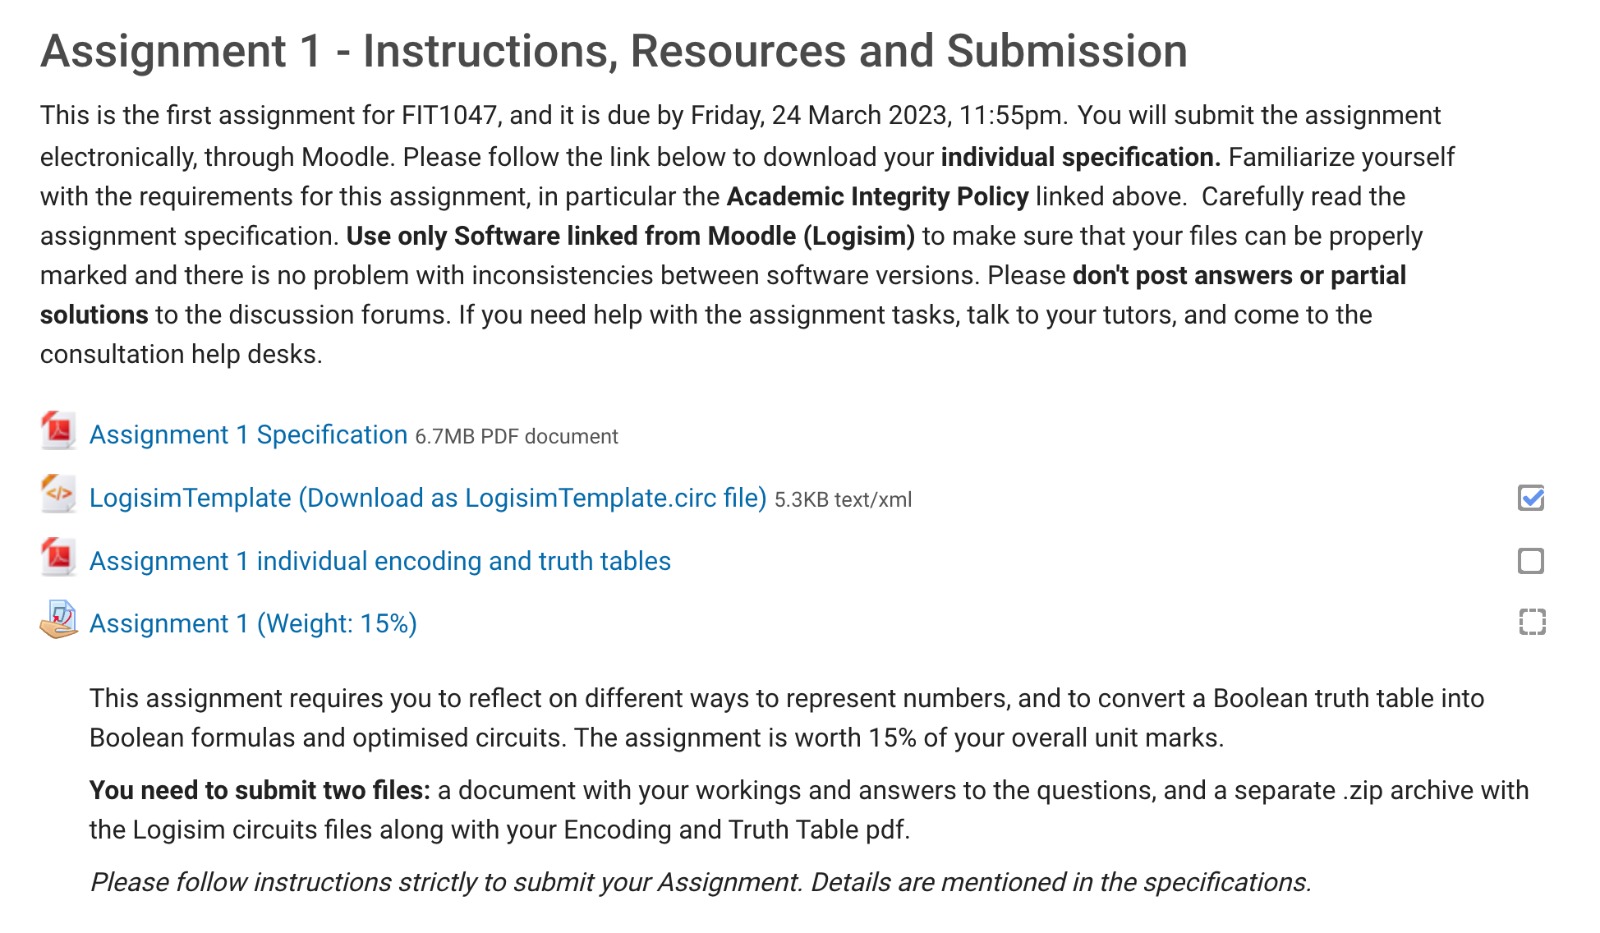 Assignment 1 - Instructions, Resources and Submission
This is the first assignment for FIT1047, and it is due by Friday, 24 March 2023, 11:55pm. You will submit the assignment
electronically, through Moodle. Please follow the link below to download your individual specification. Familiarize yourself
with the requirements for this assignment, in particular the Academic Integrity Policy linked above.  Carefully read the
assignment specification. Use only Software linked from Moodle (Logisim) to make sure that your files can be properly
marked and there is no problem with inconsistencies between software versions. Please don't post answers or partial
solutions to the discussion forums. If you need help with the assignment tasks, talk to your tutors, and come to the
consultation help desks.
Assignment 1 Specification 6.7MB PDF document
LogisimTemplate (Download as LogisimTemplate.circ file) 5.3KB text/xml
Assignment 1 individual encoding and truth tables
Assignment 1 (Weight: 15%)
This assignment requires you to reflect on different ways to represent numbers, and to convert a Boolean truth table into
Boolean formulas and optimised circuits. The assignment is worth 15% of your overall unit marks.
You need to submit two files: a document with your workings and answers to the questions, and a separate .zip archive with
the Logisim circuits files along with your Encoding and Truth Table pdf.
Please follow instructions strictly to submit your Assignment. Details are mentioned in the specifications.